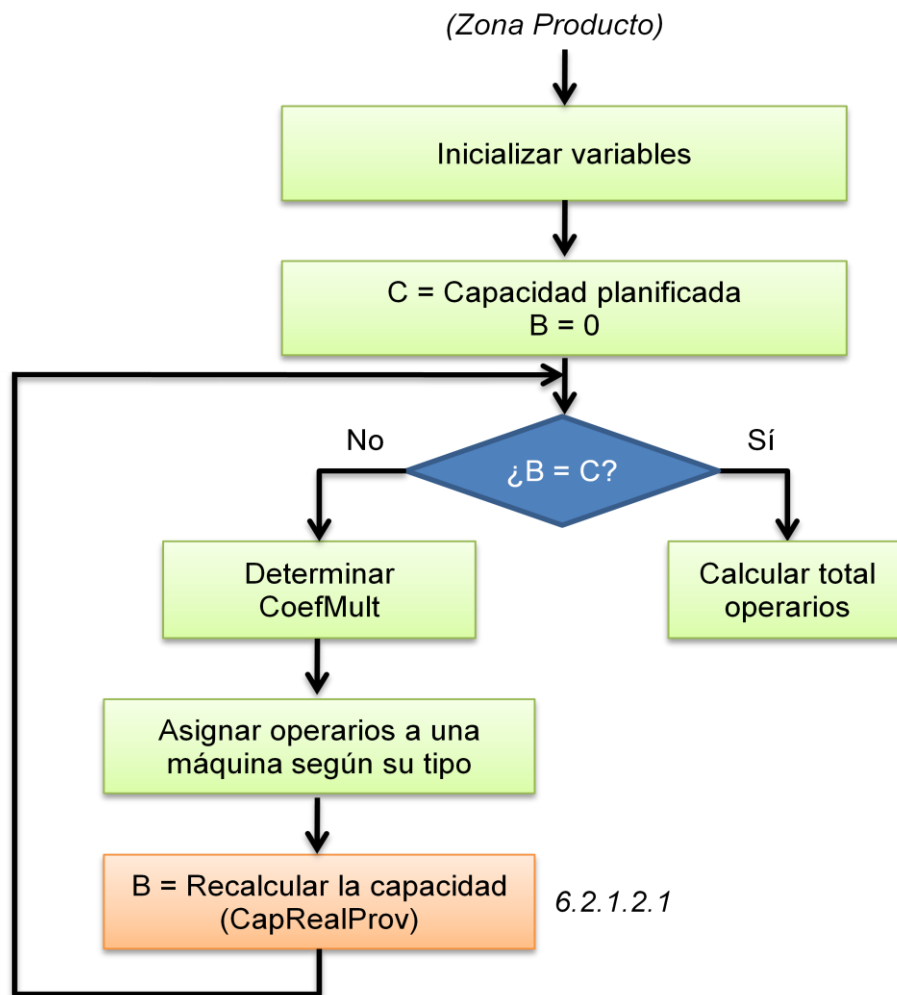 (Zona Producto)
Inicializar variables
C = Capacidad planificada
B = 0
No
Sí
¿B = C?
Determinar
CoefMult
Calcular total
operarios
Asignar operarios a una
máquina según su tipo
B = Recalcular la capacidad
(CapRealProv)
6.2.1.2.1